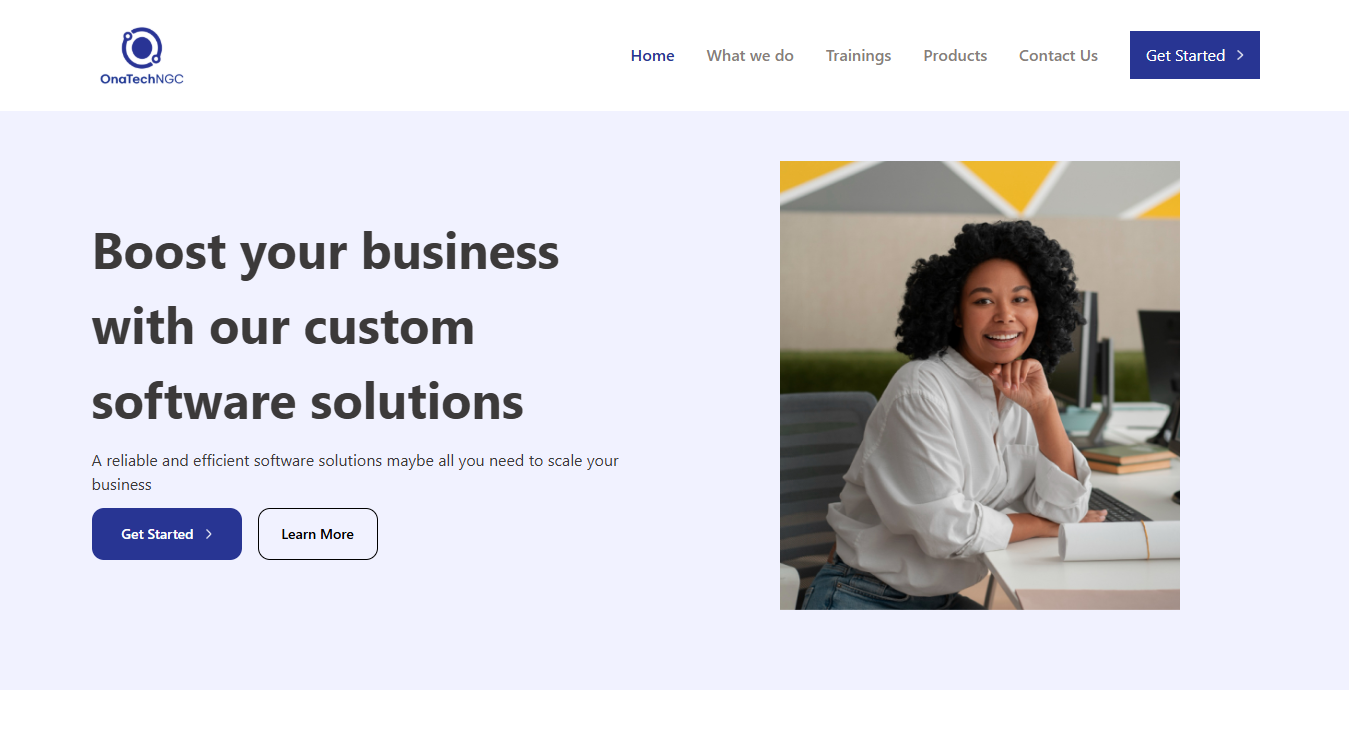 OnaTechNGC
Home What we do Trainings Products Contact Us Get Started
Boost your business
with our custom
software solutions
A reliable and efficient software solutions maybe all you need to scale your
business
Get Started Learn More